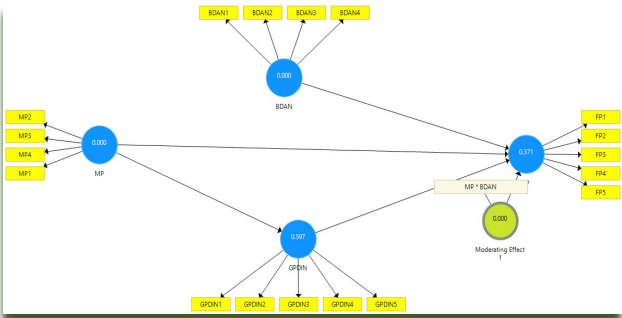 BDAN1 BDAN2 BDAN3 BDAN4
0.000
BDAN
MP2
MP3
MP4
MP1
0.000
MP
0.371
FP1
FP2
FP3
FP4
FP5
MP * BDAN
0.000
Moderating Effect
1
0.597
GPDIN
GPDIN1 GPDIN2 GPDIN3 GPDIN4 GPDIN5